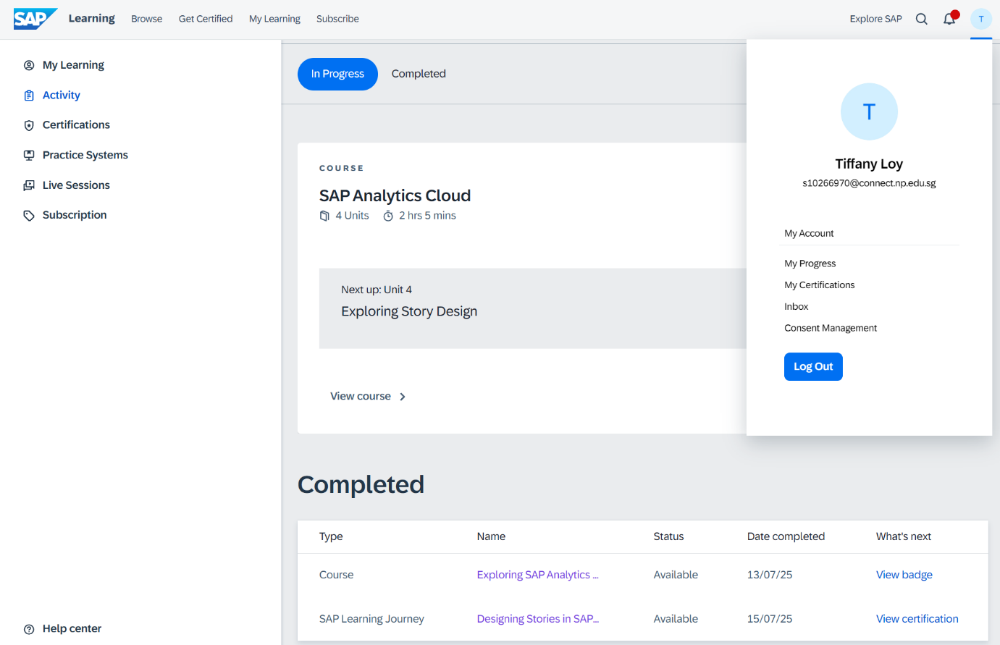 SAP Learning Browse Get Certified My Learning Subscribe Explore SAP T
My Learning
Activity
Certifications
Practice Systems
Live Sessions
Subscription
Help center
In Progress Completed
COURSE
SAP Analytics Cloud
4 Units 2 hrs 5 mins
Next up: Unit 4
Exploring Story Design
View course
T
Tiffany Loy
s10266970@connect.np.edu.sg
My Account
My Progress
My Certifications
Inbox
Consent Management
Log Out
Completed
Type Name Status Date completed What's next
Course Exploring SAP Analytics ... Available 13/07/25 View badge
SAP Learning Journey Designing Stories in SAP... Available 15/07/25 View certification